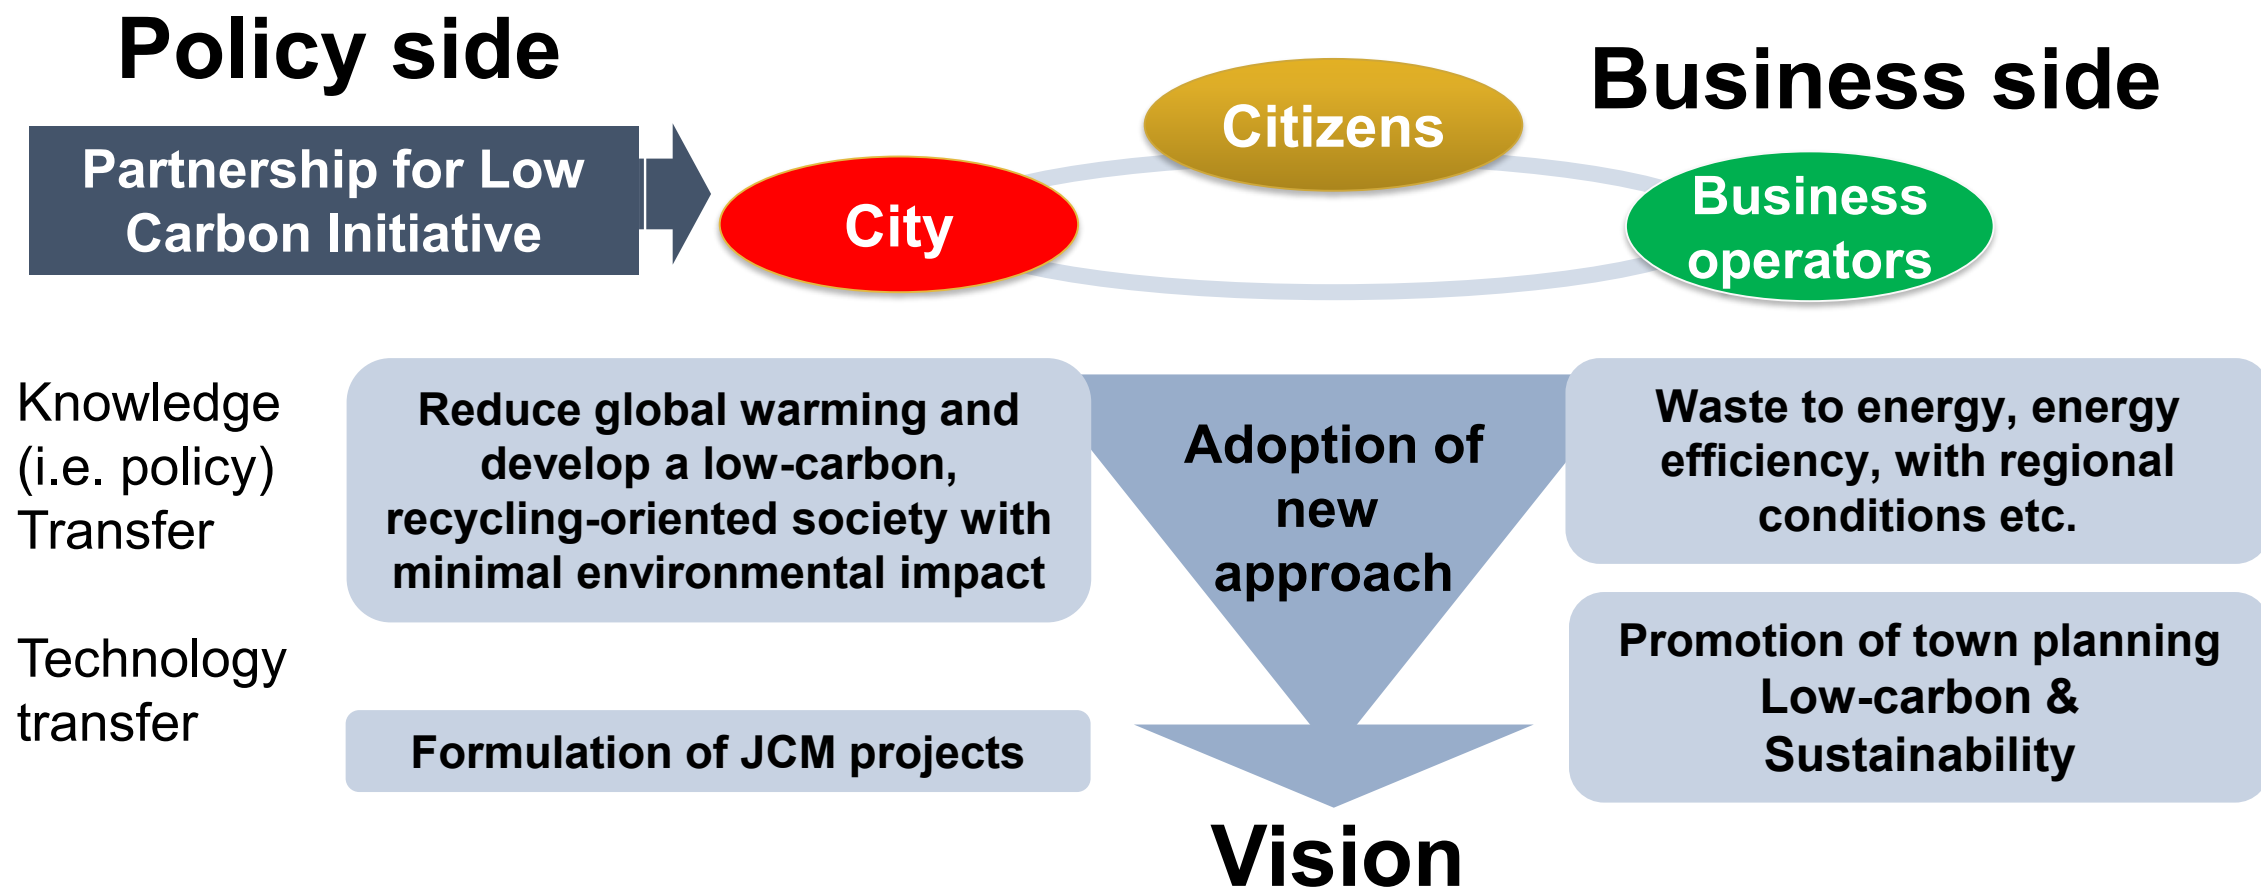 Policy side
Business side
Partnership for Low
Carbon Initiative
City
Citizens
Business
operators
Knowledge
(i.e. policy)
Transfer
Reduce global warming and
develop a low-carbon,
recycling-oriented society with
minimal environmental impact
Adoption of
new
approach
Waste to energy, energy
efficiency, with regional
conditions etc.
Technology
transfer
Formulation of JCM projects
Promotion of town planning
Low-carbon &
Sustainability
Vision